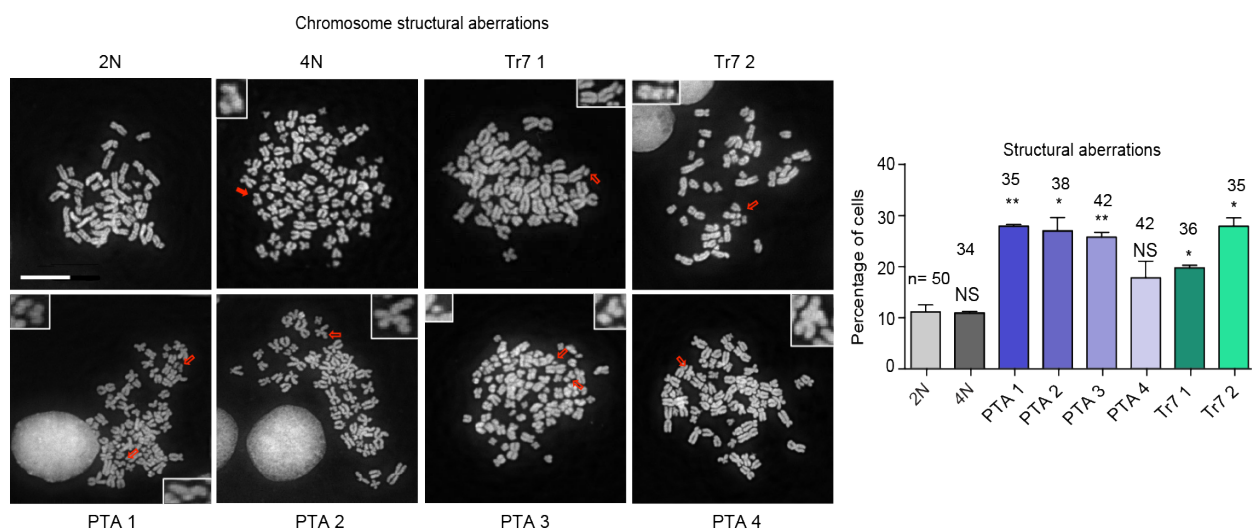 Chromosome structural aberrations
2N 4N Tr7 1 Tr7 2
PTA 1 PTA 2 PTA 3 PTA 4
Structural aberrations
Percentage of cells
40
30
20
10
0
n= 50
34
NS
35
**
38
*
42
**
42
NS
36
*
35
*
2N 4N PTA 1 PTA 2 PTA 3 PTA 4 Tr7 1 Tr7 2